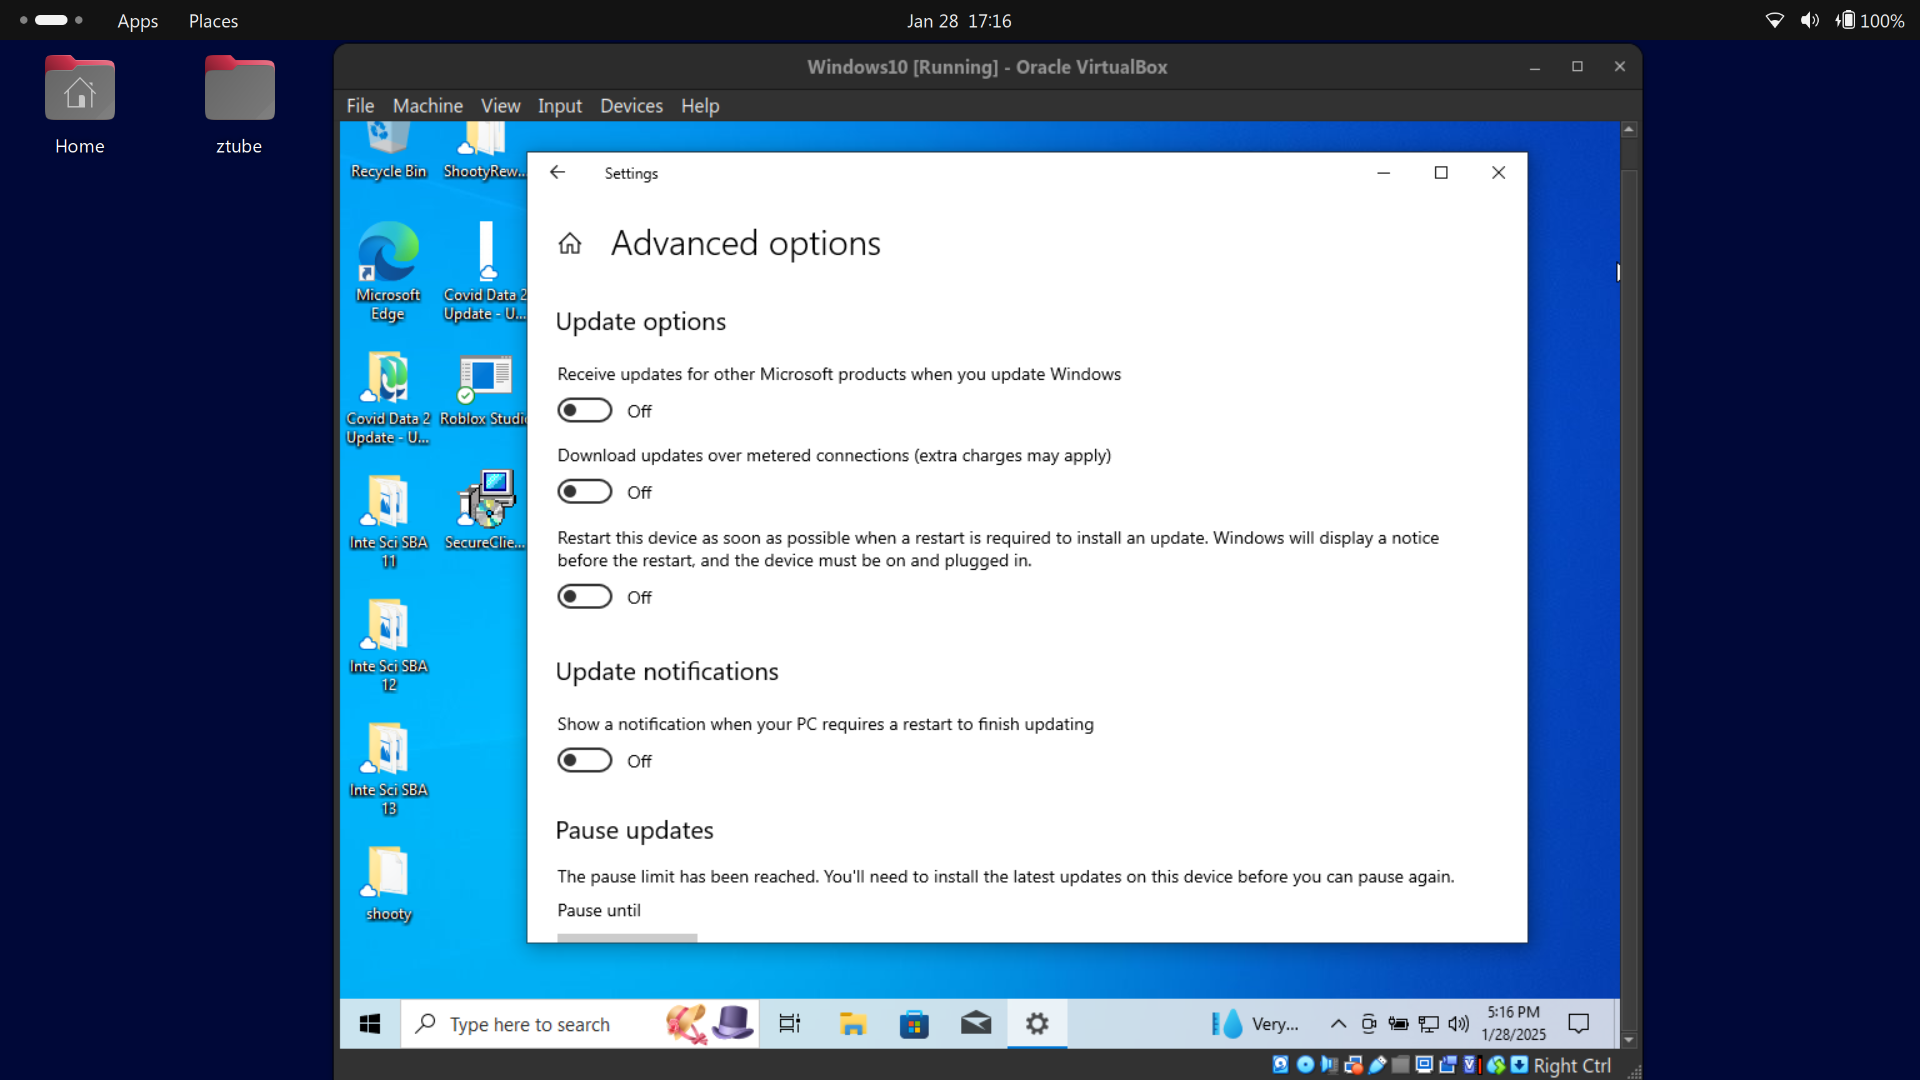 Apps Places Jan 28 17:16 100%
Home
ztube
Windows10 [Running] - Oracle VirtualBox
File Machine View Input Devices Help
Recycle Bin
ShootyRew...
Microsoft
Edge
Covid Data 2
Update - U...
Covid Data 2
Update - U...
Roblox Studio
Inte Sci SBA
11
SecureClie...
Inte Sci SBA
12
Inte Sci SBA
13
shooty
Settings
Advanced options
Update options
Receive updates for other Microsoft products when you update Windows
Off
Download updates over metered connections (extra charges may apply)
Off
Restart this device as soon as possible when a restart is required to install an update. Windows will display a notice
before the restart, and the device must be on and plugged in.
Off
Update notifications
Show a notification when your PC requires a restart to finish updating
Off
Pause updates
The pause limit has been reached. You'll need to install the latest updates on this device before you can pause again.
Pause until
Type here to search
Very...
5:16 PM
1/28/2025
Right Ctrl